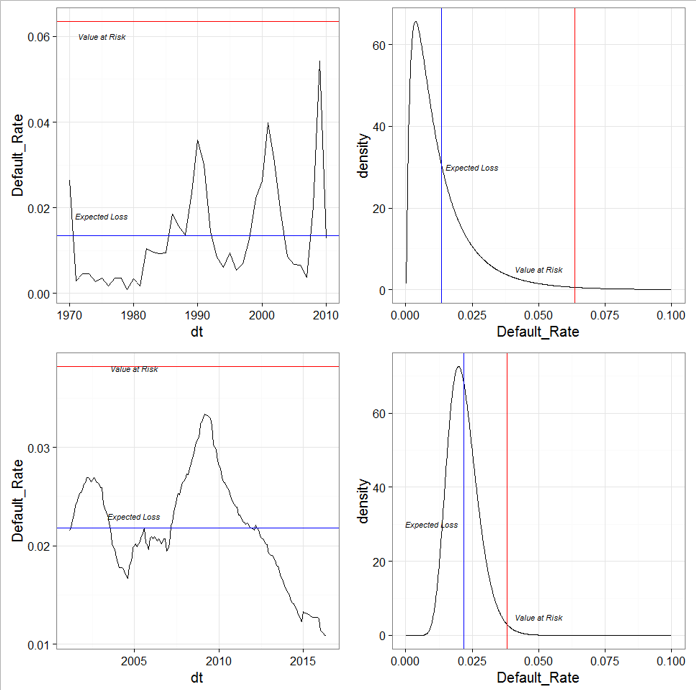 Default_Rate
0.06
0.04
0.02
0.00
Value at Risk
Expected Loss
1970
1980
1990
2000
2010
dt
density
60
40
20
0
Expected Loss
Value at Risk
0.000
0.025
0.050
0.075
0.100
Default_Rate
Default_Rate
0.03
0.02
0.01
Value at Risk
Expected Loss
2005
2010
2015
dt
density
60
40
20
0
Expected Loss
Value at Risk
0.000
0.025
0.050
0.075
0.100
Default_Rate